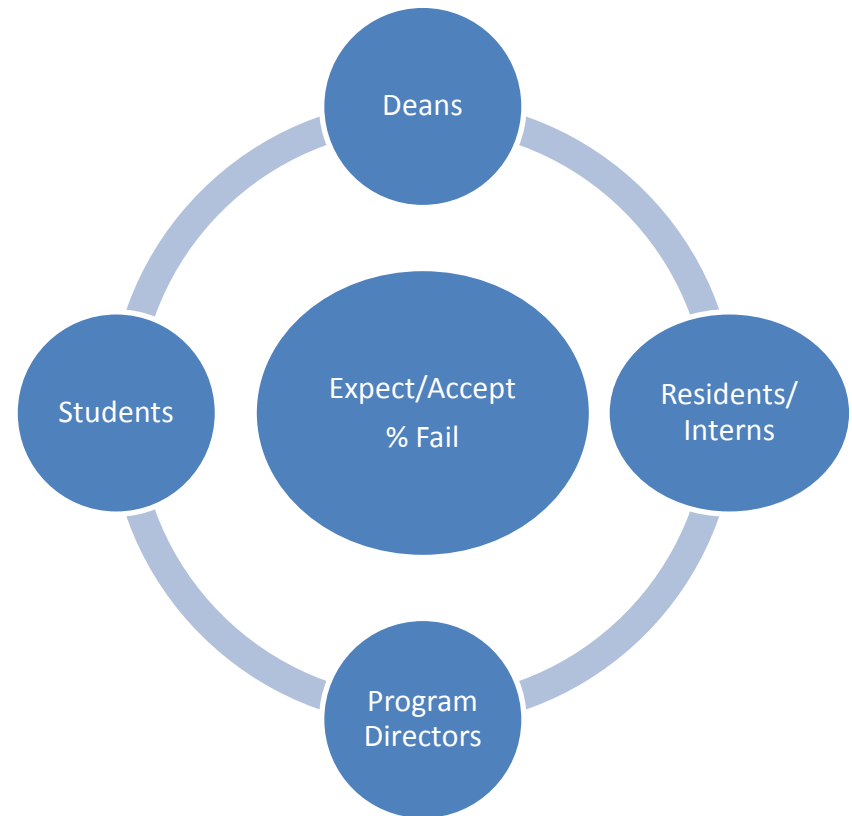 Deans
Students
Expect/Accept
% Fail
Residents/
Interns
Program
Directors